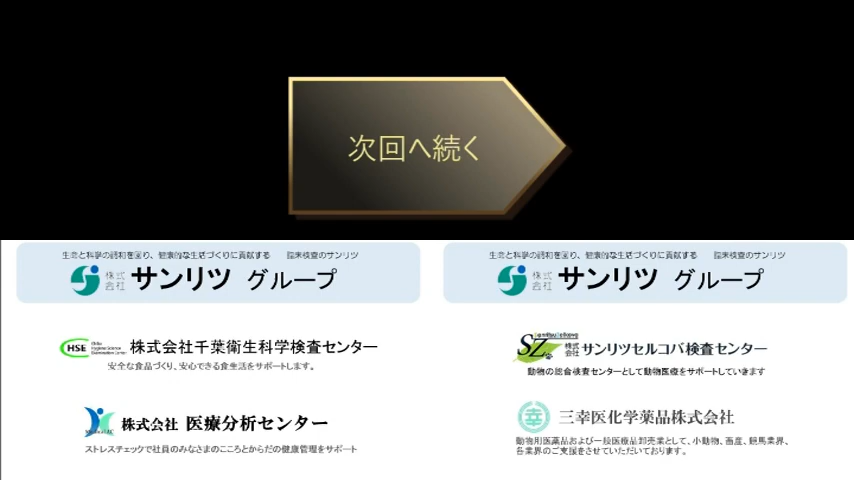 次回へ続く
生命と科学の調和を図り、健康的な生活づくりに貢献する 臨床検査のサンリツ
株式会社 サンリツ グループ
生命と科学の調和を図り、健康的な生活づくりに貢献する 臨床検査のサンリツ
株式会社 サンリツ グループ
HSE 株式会社千葉衛生科学検査センター
安全な食品づくり、安心できる食生活をサポートします。
SZ 株式会社 サンリツセルコバ検査センター
動物の総合検査センターとして動物医療をサポートしていきます
株式会社 医療分析センター
ストレスチェックで社員のみなさまのこころとからだの健康管理をサポート
幸 三幸医化学薬品株式会社
動物用医薬品および一般医療品卸売業として、小動物、畜産、競馬業界、
各業界のご支援をさせていただいております。